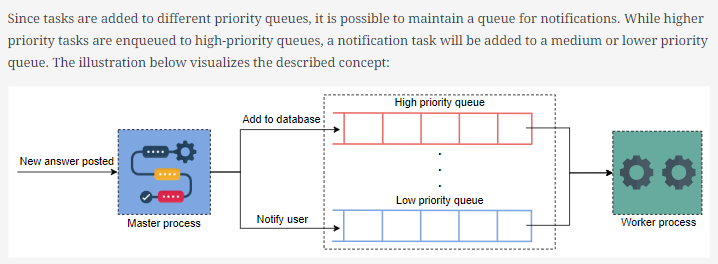 Since tasks are added to different priority queues, it is possible to maintain a queue for notifications. While higher
priority tasks are enqueued to high-priority queues, a notification task will be added to a medium or lower priority
queue. The illustration below visualizes the described concept:
High priority queue
Add to database
New answer posted
Low priority queue
Notify user
Master process
Worker process